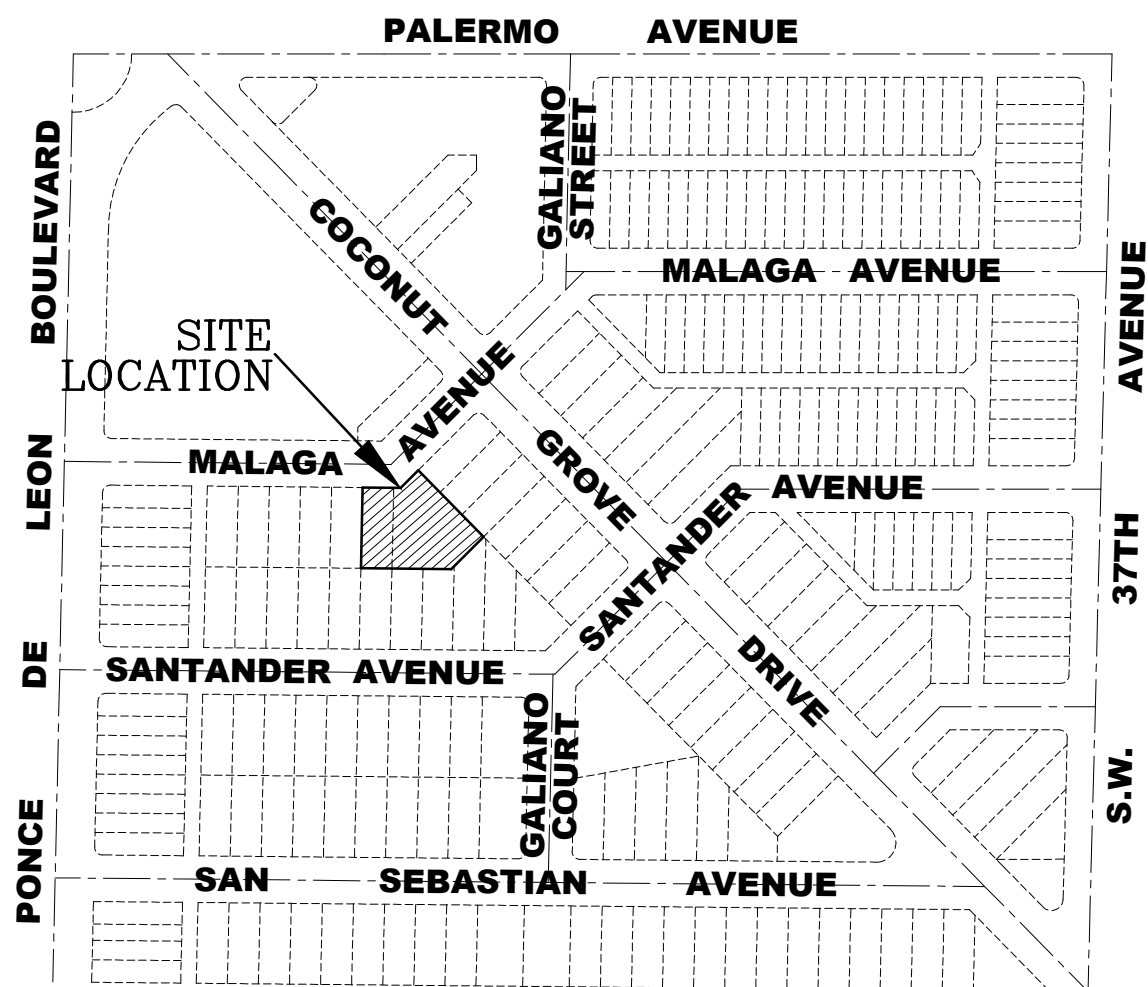 PALERMO AVENUE
GALIANO
STREET
PONCE DE LEON BOULEVARD
COCONUT GROVE DRIVE
MALAGA AVENUE
SITE
LOCATION
MALAGA AVENUE
SANTANDER AVENUE
S.W. 37TH AVENUE
SANTANDER AVENUE
GALIANO
COURT
SAN SEBASTIAN AVENUE